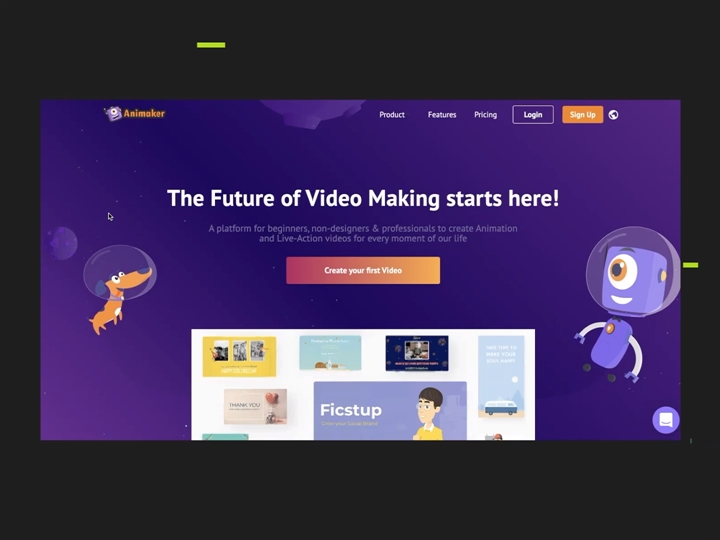 Animaker
Product
Features
Pricing
Login
Sign Up
The Future of Video Making starts here!
A platform for beginners, non-designers & professionals to create Animation
and Live-Action videos for every moment of our life
Create your first Video
THANK YOU
Ficstup